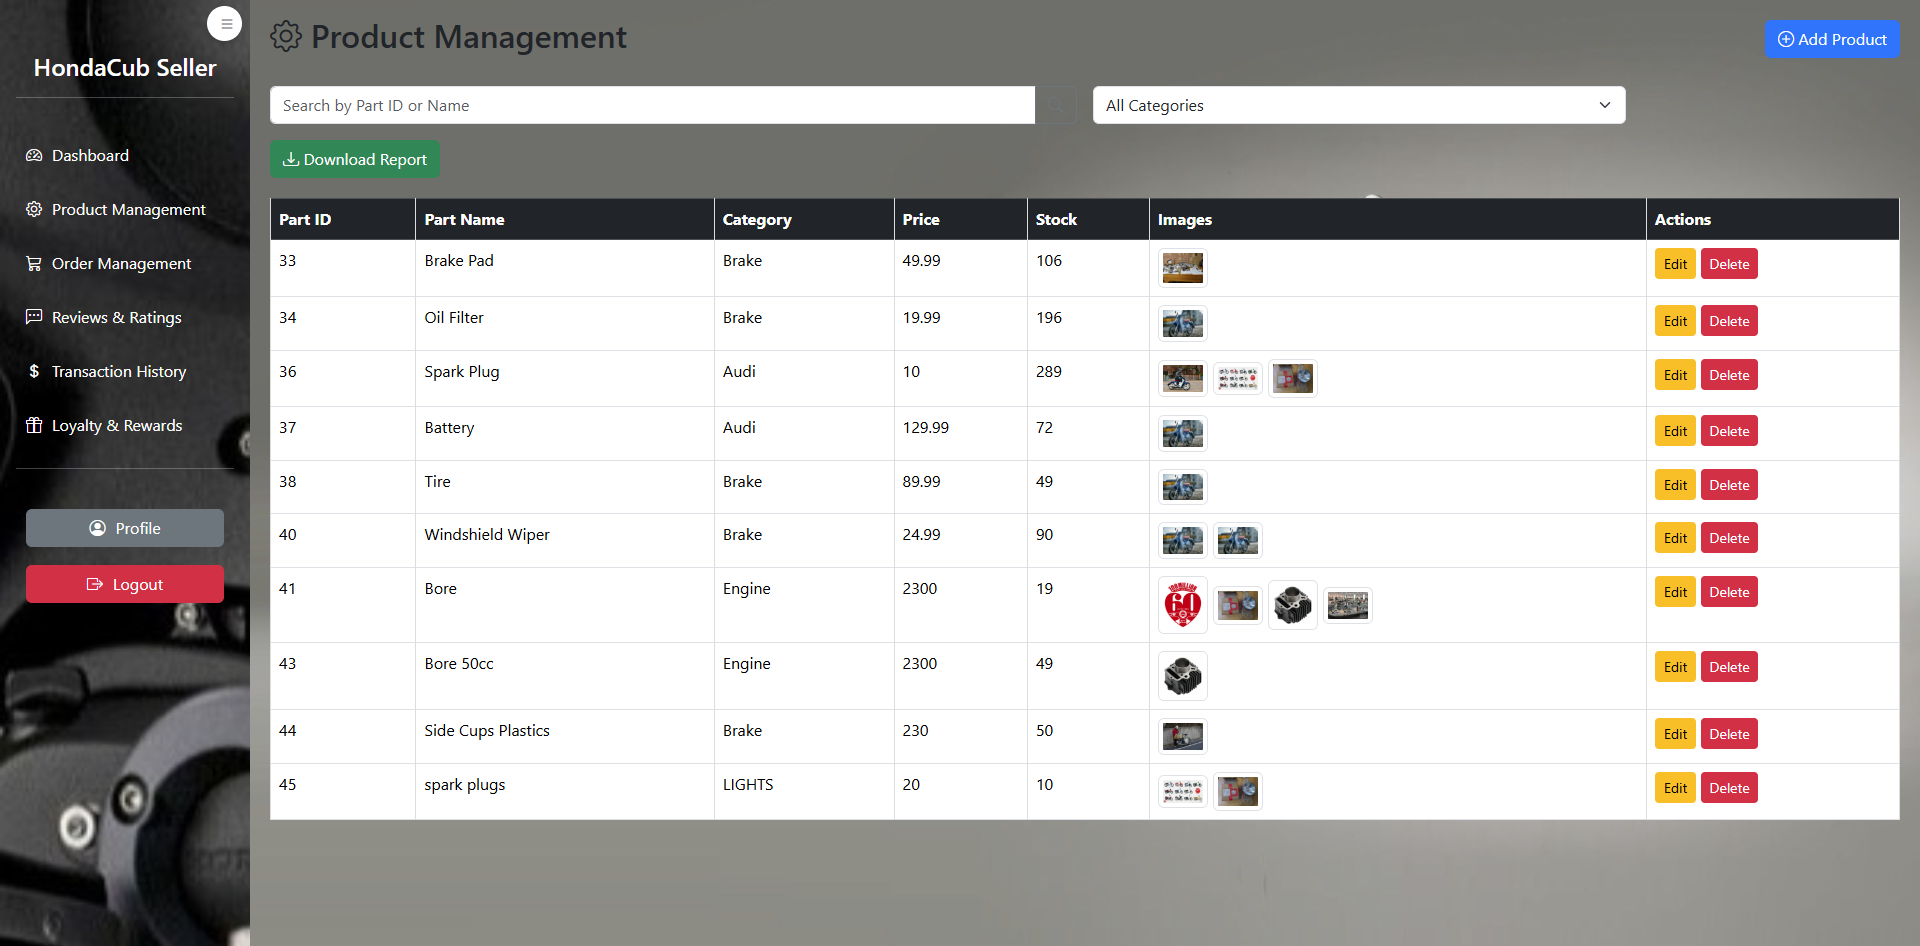 HondaCub Seller
Dashboard
Product Management
Order Management
Reviews & Ratings
$ Transaction History
Loyalty & Rewards
Profile
Logout
Product Management
Add Product
Search by Part ID or Name
All Categories
Download Report
Part ID Part Name Category Price Stock Images Actions
33 Brake Pad Brake 49.99 106 Edit Delete
34 Oil Filter Brake 19.99 196 Edit Delete
36 Spark Plug Audi 10 289 Edit Delete
37 Battery Audi 129.99 72 Edit Delete
38 Tire Brake 89.99 49 Edit Delete
40 Windshield Wiper Brake 24.99 90 Edit Delete
41 Bore Engine 2300 19 Edit Delete
60
43 Bore 50cc Engine 2300 49 Edit Delete
44 Side Cups Plastics Brake 230 50 Edit Delete
45 spark plugs LIGHTS 20 10 Edit Delete